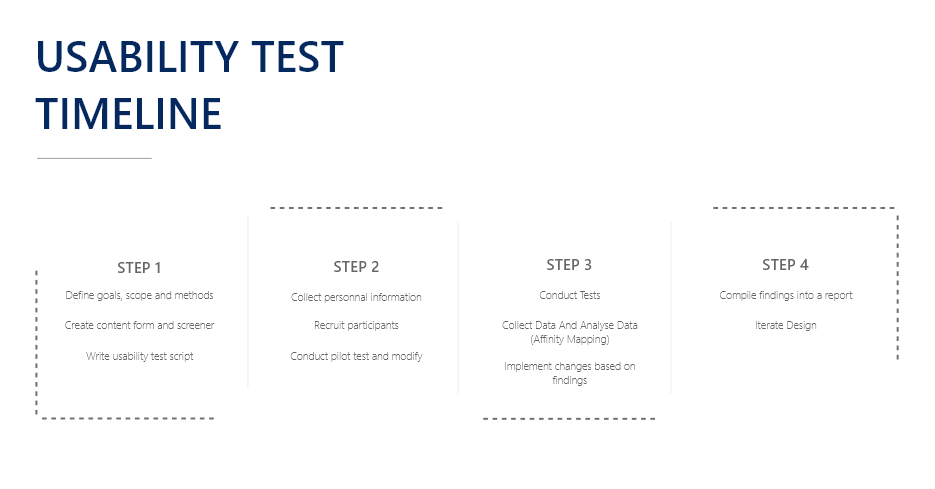 USABILITY TEST
TIMELINE
STEP 1
Define goals, scope and methods
Create content form and screener
Write usability test script
STEP 2
Collect personnal information
Recruit participants
Conduct pilot test and modify
STEP 3
Conduct Tests
Collect Data And Analyse Data
(Affinity Mapping)
Implement changes based on
findings
STEP 4
Compile findings into a report
Iterate Design